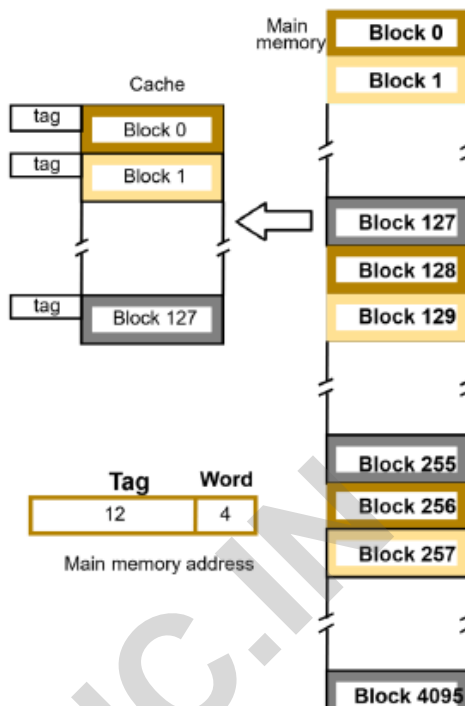 Main
memory
Block 0
Block 1
Cache
tag
Block 0
tag
Block 1
Block 127
Block 128
Block 129
tag
Block 127
Block 255
Block 256
Block 257
Tag
Word
12
4
Main memory address
Block 4095
C.IN